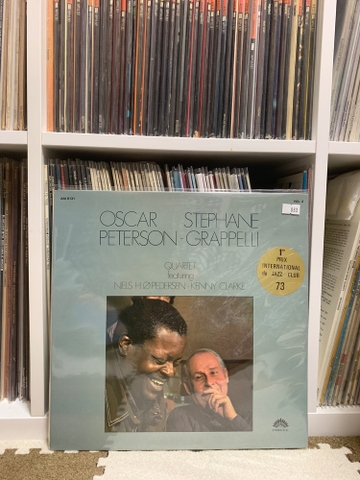 OSCAR STEPHANE
PETERSON-GRAPPELLI
QUARTET
featuring
NIELS H.Ø PEDERSEN - KENNY CLARKE
1er
PRIX
INTERNATIONAL
du JAZZ-CLUB
73